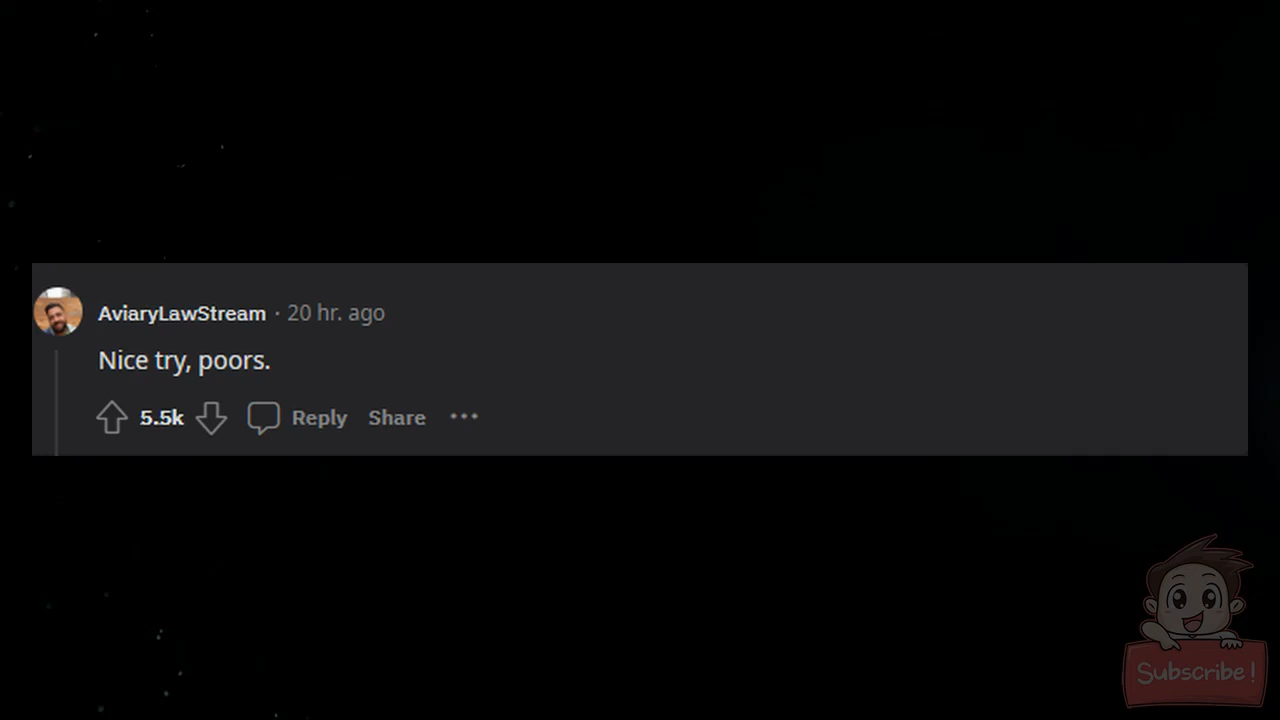 AviaryLawStream · 20 hr. ago
Nice try, poors.
5.5k Reply Share ···
Subscribe!